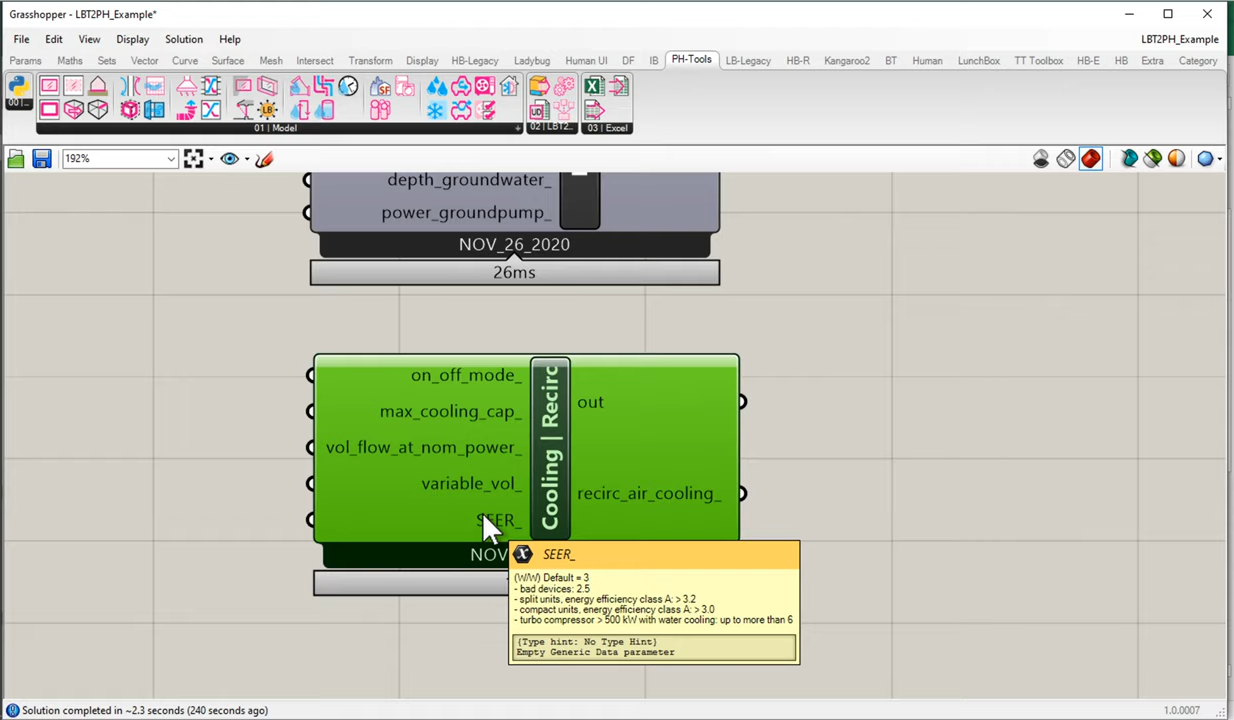 Grasshopper - LBT2PH_Example*
File Edit View Display Solution Help
LBT2PH_Example
Params Maths Sets Vector Curve Surface Mesh Intersect Transform Display HB-Legacy Ladybug Human UI DF IB PH-Tools LB-Legacy HB-R Kangaroo2 BT Human LunchBox TT Toolbox HB-E HB Extra Category
01 | Model
03 | Excel
192%
depth_groundwater_
power_groundpump_
NOV_26_2020
26ms
on_off_mode_
max_cooling_cap_
vol_flow_at_nom_power_
variable_vol_
SEER_
Cooling | Recirc
out
recirc_air_cooling_
NOV
SEER_
(W/W) Default = 3
- bad devices: 2.5
- split units, energy efficiency class A: > 3.2
- compact units, energy efficiency class A: > 3.0
- turbo compressor > 500 kW with water cooling: up to more than 6
{Type hint: No Type Hint}
Empty Generic Data parameter
Solution completed in ~2.3 seconds (240 seconds ago)
1.0.0007